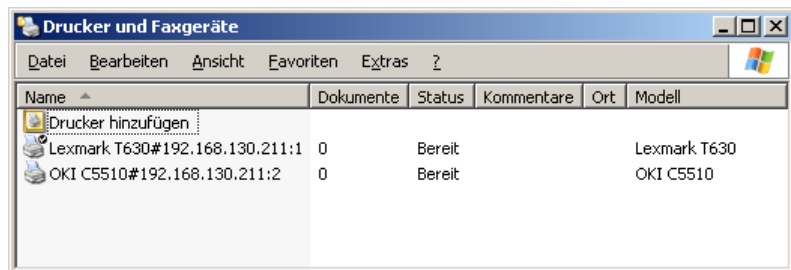 Drucker und Faxgeräte
Datei Bearbeiten Ansicht Favoriten Extras ?
Name Dokumente Status Kommentare Ort Modell
Drucker hinzufügen
Lexmark T630#192.168.130.211:1 0 Bereit Lexmark T630
OKI C5510#192.168.130.211:2 0 Bereit OKI C5510